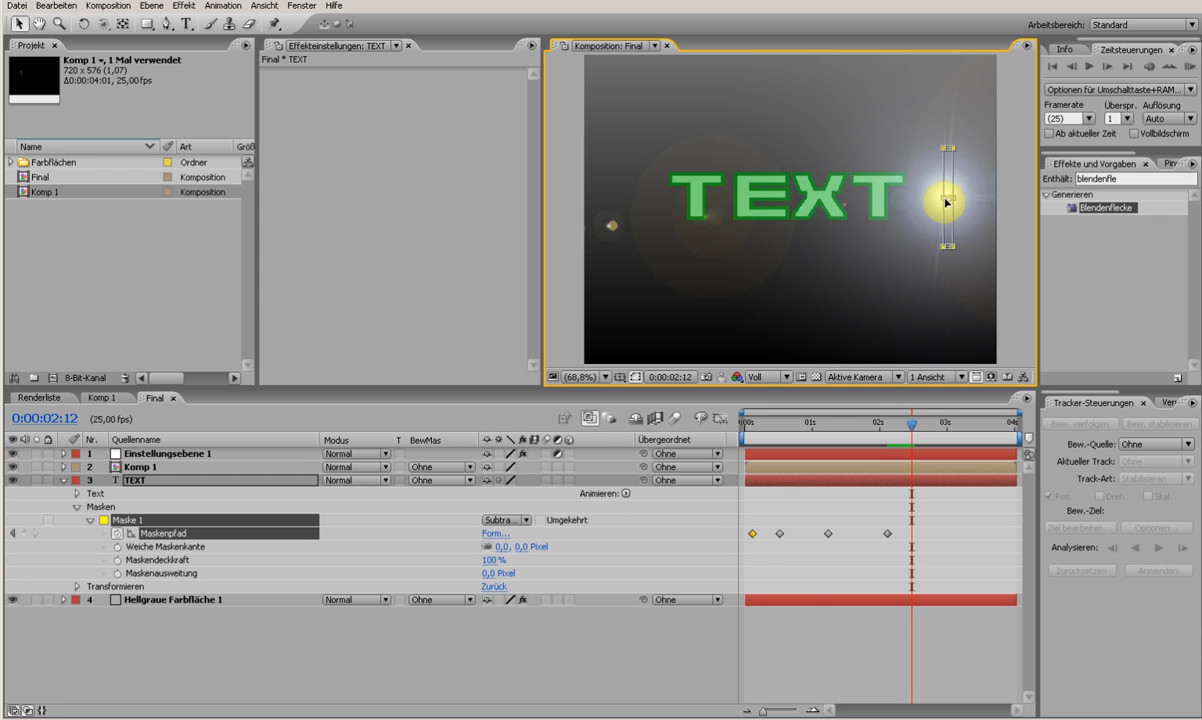 Datei Bearbeiten Komposition Ebene Effekt Animation Ansicht Fenster Hilfe
Arbeitsbereich: Standard
Projekt
Komp 1, 1 Mal verwendet
720 x 576 (1,07)
Δ0:00:04:01, 25,00 fps
Name Art Größ
Farbflächen Ordner
Final Komposition
Komp 1 Komposition
8-Bit-Kanal
Effekteinstellungen: TEXT
Final * TEXT
Komposition: Final
TEXT
(68,8%) 0:00:02:12 Voll Aktive Kamera 1 Ansicht
Info Zeitsteuerungen
Optionen für Umschalttaste+RAM...
Framerate Überspr. Auflösung
(25) 1 Auto
Ab aktueller Zeit Vollbildschirm
Effekte und Vorgaben Pin
Enthält: blendenfle
Generieren
Blendenflecke
Renderliste Komp 1 Final
0:00:02:12 (25,00 fps)
Nr. Quellenname Modus T BewMas Übergeordnet
1 Einstellungsebene 1 Normal Ohne
2 Komp 1 Normal Ohne Ohne
3 T TEXT Normal Ohne Ohne
Text Animieren:
Masken
Maske 1 Subtra... Umgekehrt
Maskenpfad Form...
Weiche Maskenkante 0,0, 0,0 Pixel
Maskendeckkraft 100 %
Maskenausweitung 0,0 Pixel
Transformieren Zurück
4 Hellgraue Farbfläche 1 Normal Ohne Ohne
01s 02s 03s 04s
Tracker-Steuerungen Ver
Bew. verfolgen Bew. stabilisieren
Bew.-Quelle: Ohne
Aktueller Track: Ohne
Track-Art: Stabilisieren
Pos. Dreh. Skal.
Bew.-Ziel:
Ziel bearbeiten... Optionen...
Analysieren:
Zurücksetzen Anwenden